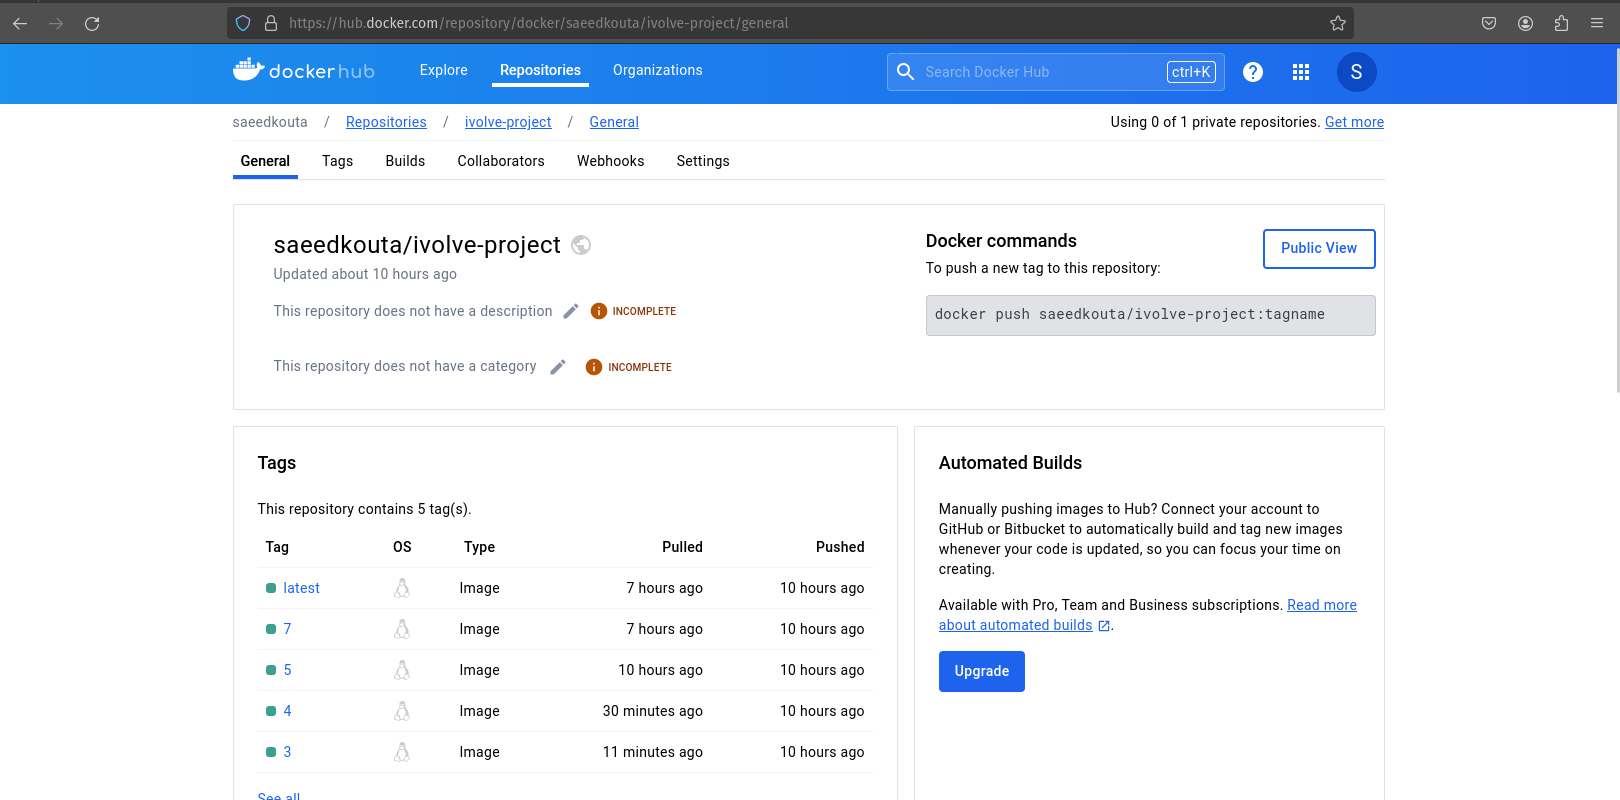 https://hub.docker.com/repository/docker/saeedkouta/ivolve-project/general
dockerhub
Explore
Repositories
Organizations
Search Docker Hub
ctrl+K
?
S
saeedkouta / Repositories / ivolve-project / General
Using 0 of 1 private repositories. Get more
General
Tags
Builds
Collaborators
Webhooks
Settings
saeedkouta/ivolve-project
Updated about 10 hours ago
This repository does not have a description
INCOMPLETE
This repository does not have a category
INCOMPLETE
Docker commands
To push a new tag to this repository:
Public View
docker push saeedkouta/ivolve-project:tagname
Tags
This repository contains 5 tag(s).
Tag OS Type Pulled Pushed
latest Image 7 hours ago 10 hours ago
7 Image 7 hours ago 10 hours ago
5 Image 10 hours ago 10 hours ago
4 Image 30 minutes ago 10 hours ago
3 Image 11 minutes ago 10 hours ago
See all
Automated Builds
Manually pushing images to Hub? Connect your account to
GitHub or Bitbucket to automatically build and tag new images
whenever your code is updated, so you can focus your time on
creating.
Available with Pro, Team and Business subscriptions. Read more
about automated builds .
Upgrade